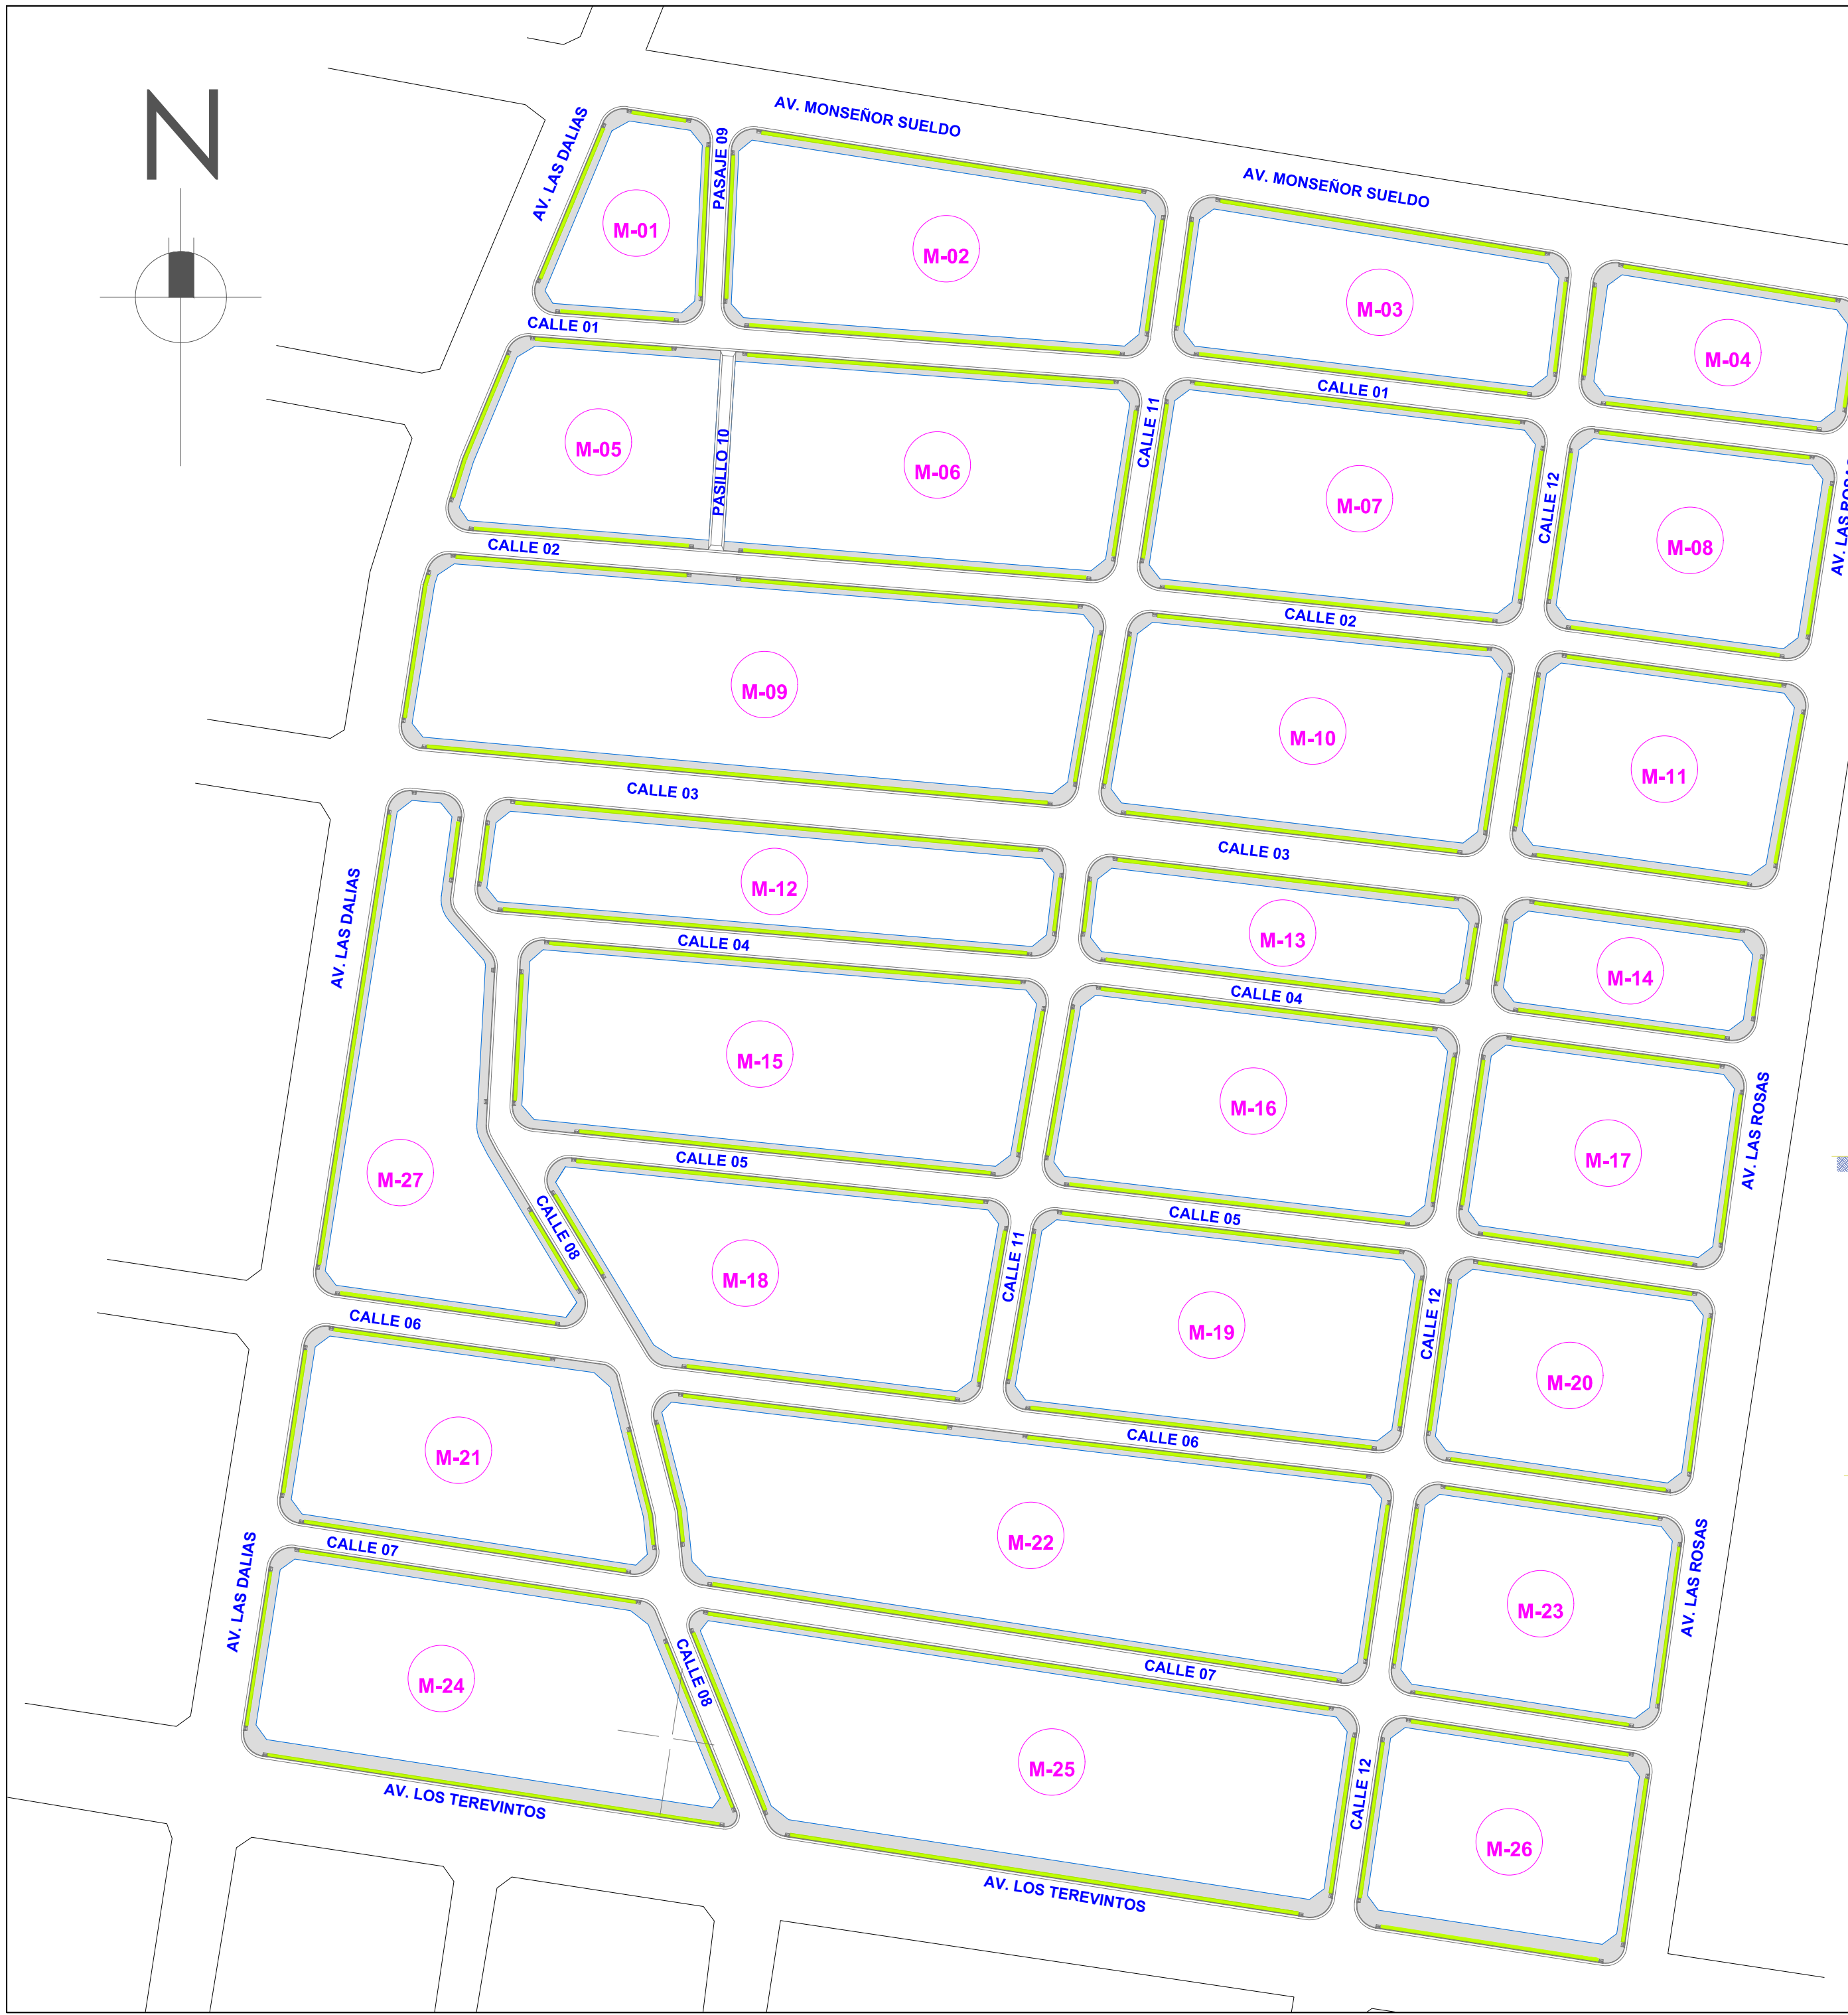 N
AV. MONSEÑOR SUELDO
AV. LAS DALIAS
PASAJE 09
AV. MONSEÑOR SUELDO
M-01
M-02
M-03
M-04
CALLE 01
CALLE 01
CALLE 11
M-05
PASILLO 10
M-06
M-07
CALLE 12
M-08
AV. LAS ROSAS
CALLE 02
CALLE 02
M-09
M-10
M-11
CALLE 03
CALLE 03
AV. LAS DALIAS
M-12
M-13
M-14
CALLE 04
CALLE 04
M-15
M-16
M-17
AV. LAS ROSAS
M-27
CALLE 05
CALLE 05
CALLE 08
M-18
CALLE 11
M-19
CALLE 12
M-20
CALLE 06
CALLE 06
M-21
M-22
M-23
AV. LAS ROSAS
AV. LAS DALIAS
CALLE 07
CALLE 07
M-24
CALLE 08
M-25
CALLE 12
M-26
AV. LOS TEREVINTOS
AV. LOS TEREVINTOS